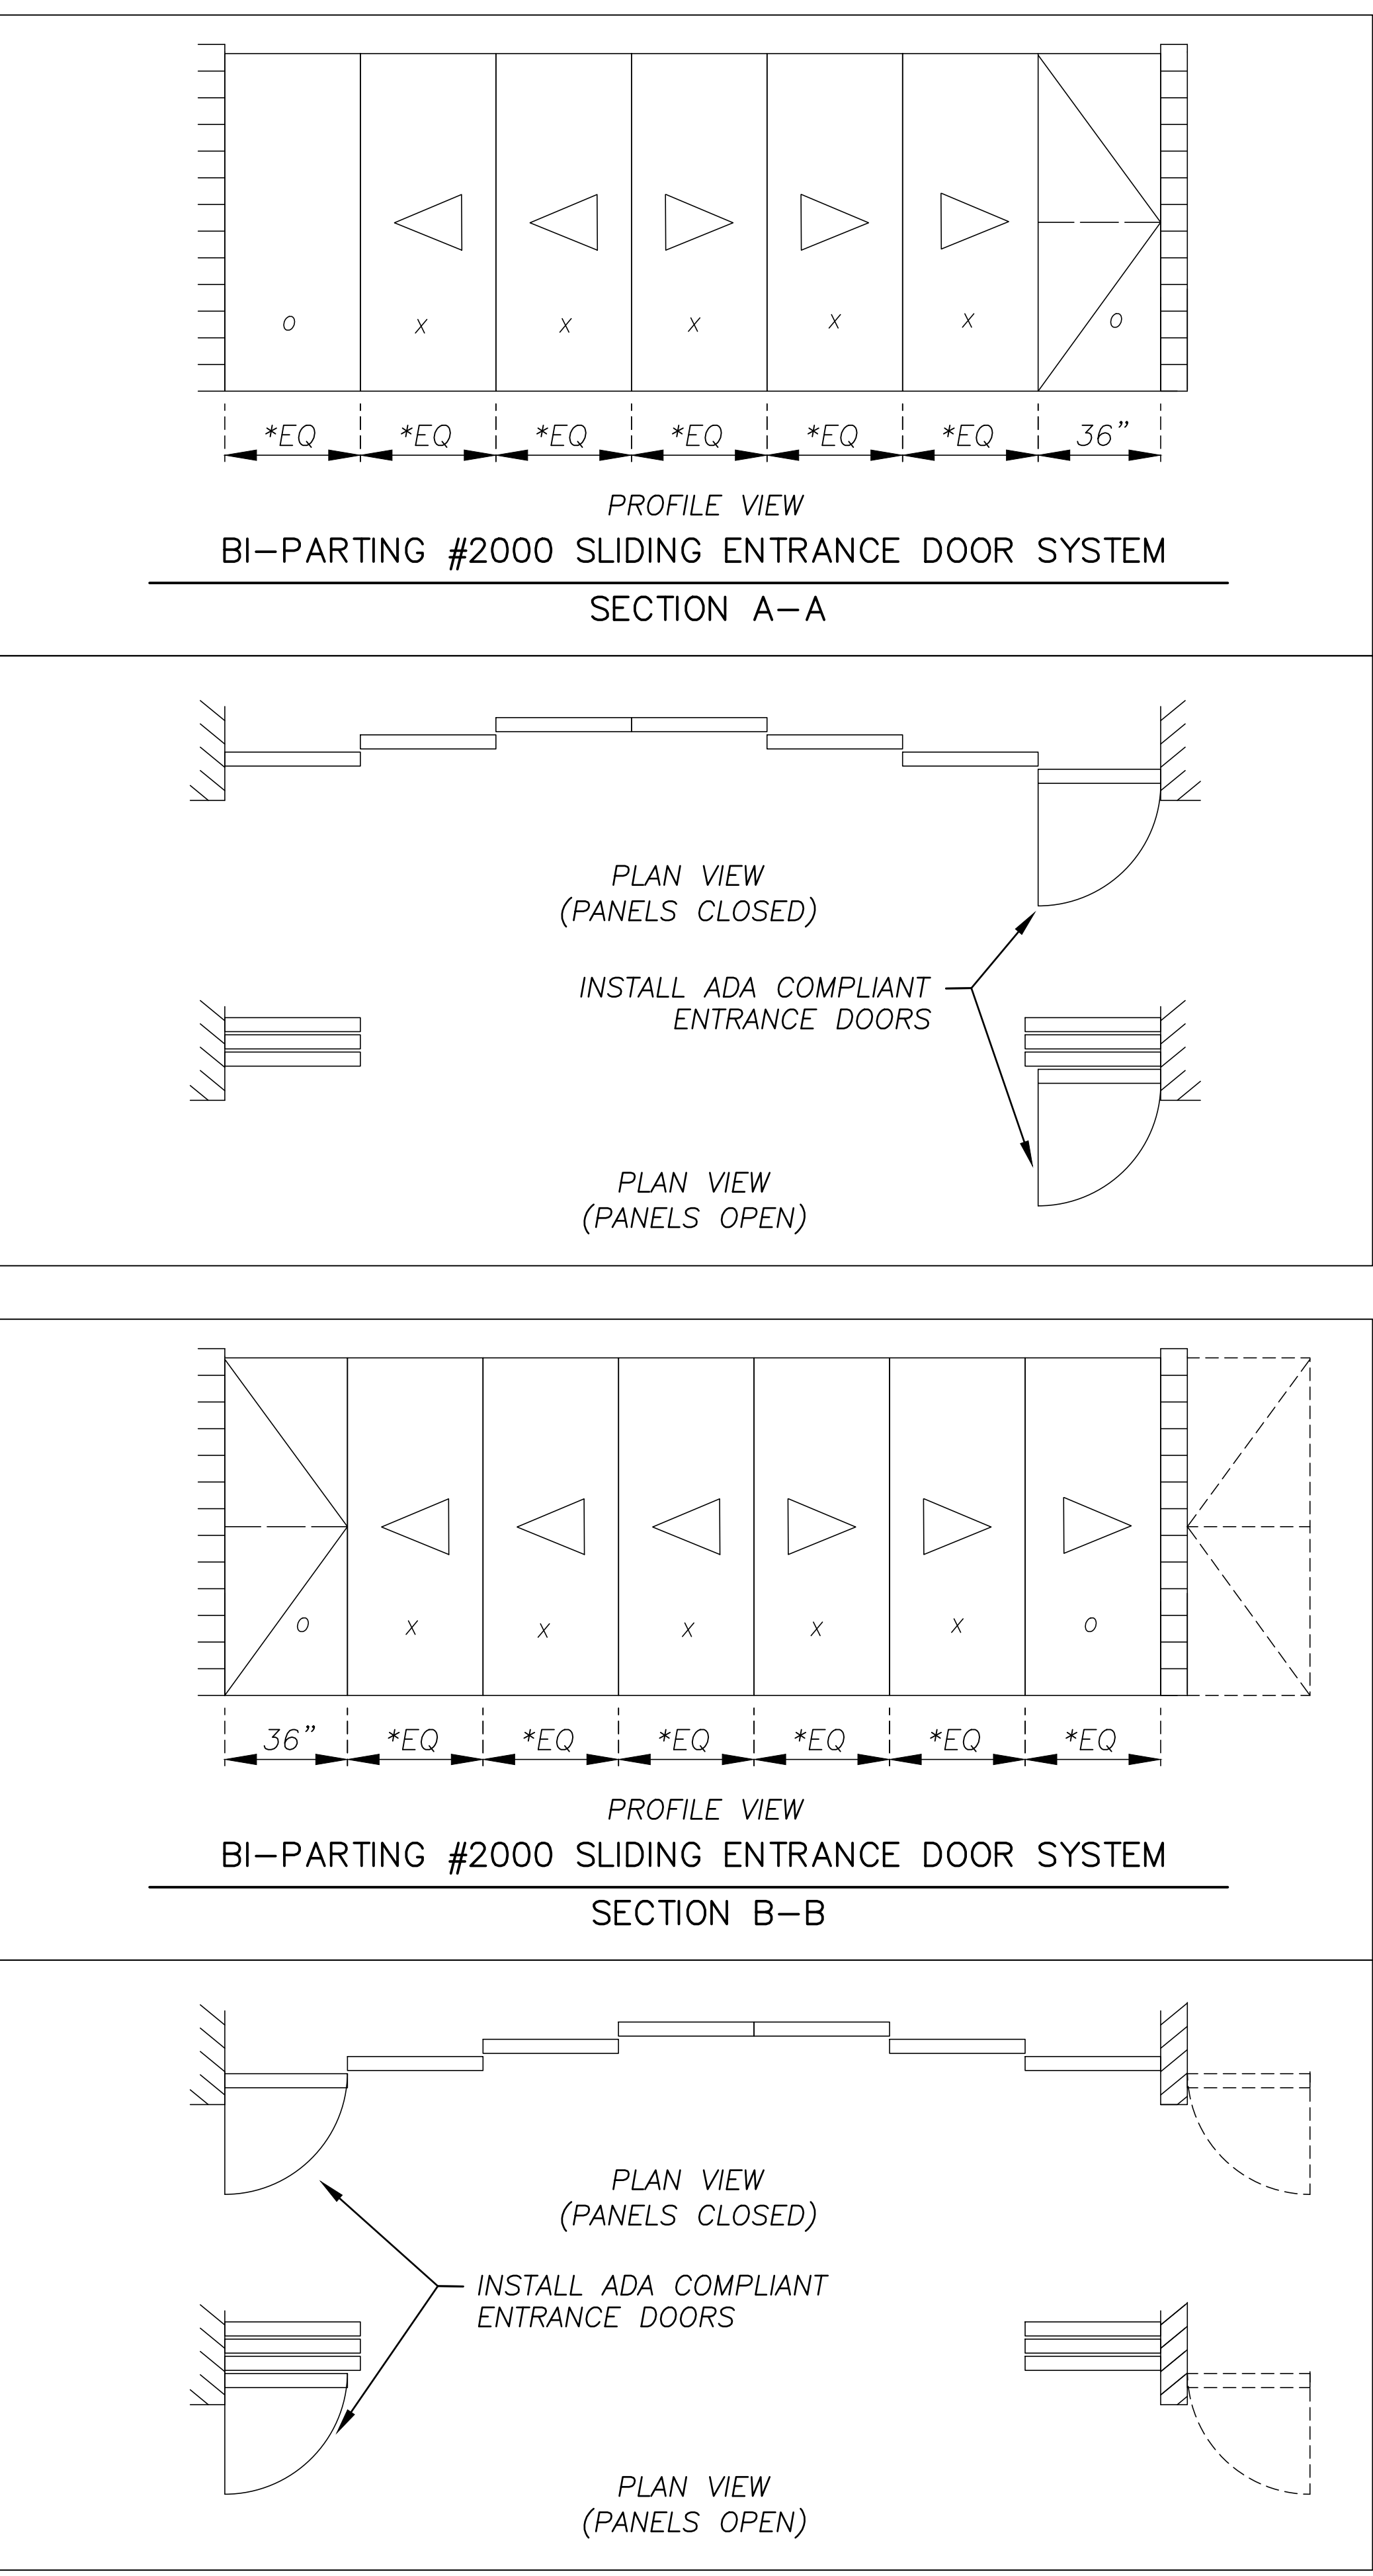 O X X X X X O
*EQ *EQ *EQ *EQ *EQ *EQ 36"
PROFILE VIEW
BI-PARTING #2000 SLIDING ENTRANCE DOOR SYSTEM
SECTION A-A
PLAN VIEW
(PANELS CLOSED)
INSTALL ADA COMPLIANT
ENTRANCE DOORS
PLAN VIEW
(PANELS OPEN)
O X X X X X O
36" *EQ *EQ *EQ *EQ *EQ *EQ
PROFILE VIEW
BI-PARTING #2000 SLIDING ENTRANCE DOOR SYSTEM
SECTION B-B
PLAN VIEW
(PANELS CLOSED)
INSTALL ADA COMPLIANT
ENTRANCE DOORS
PLAN VIEW
(PANELS OPEN)